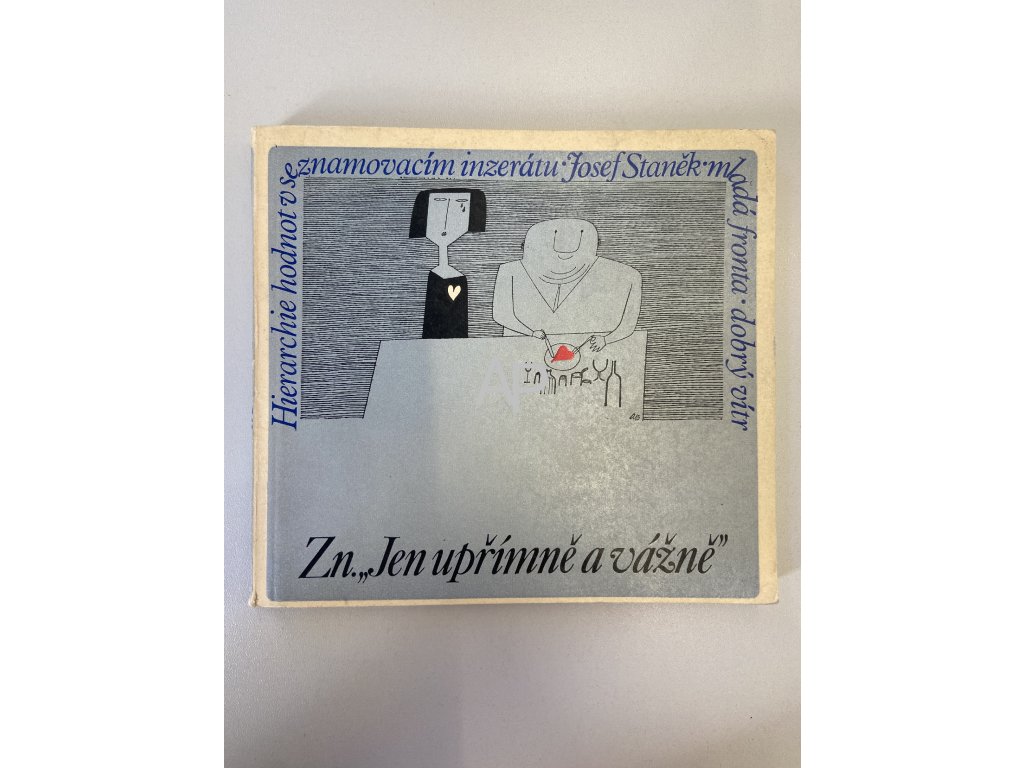 Hierarchie hodnot v seznamovacím inzerátu · Josef Staněk · mladá fronta · dobrý vítr
Zn. „Jen upřímně a vážně”